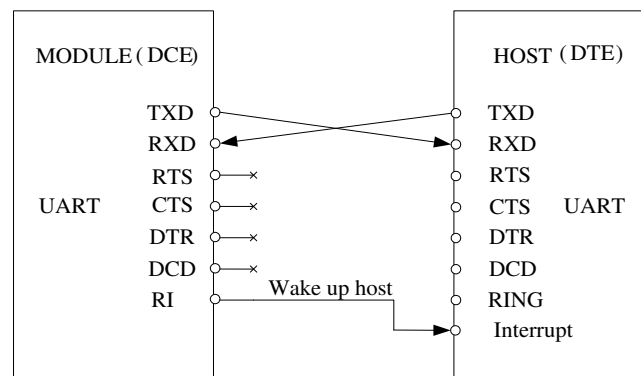 MODULE(DCE)
TXD
RXD
RTS
UART
CTS
DTR
DCD
RI
Wake up host
HOST (DTE)
TXD
RXD
RTS
CTS
UART
DTR
DCD
RING
Interrupt